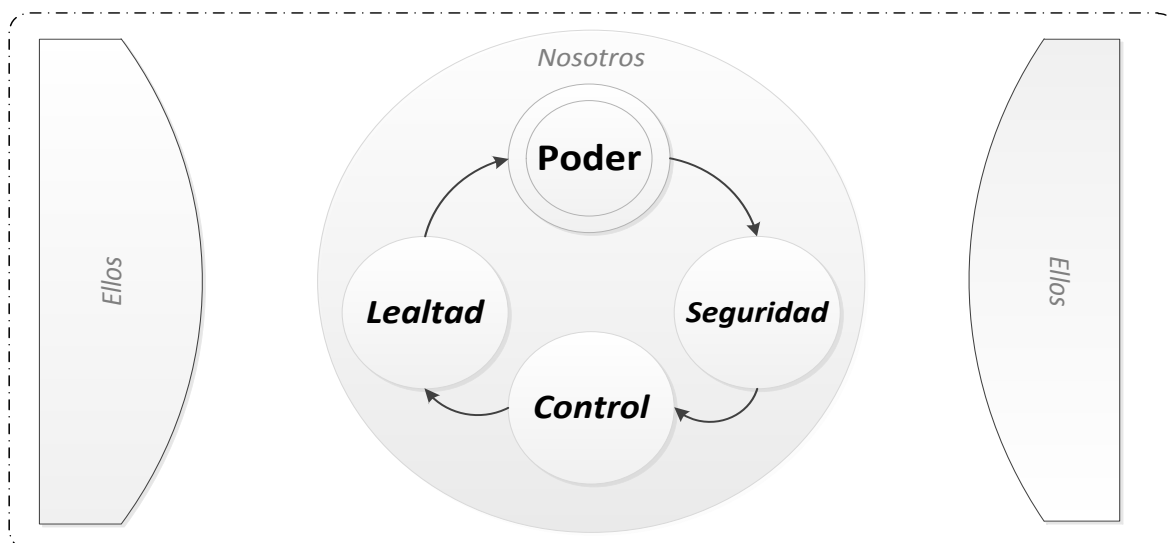 Nosotros
Poder
Ellos
Lealtad
Seguridad
Ellos
Control